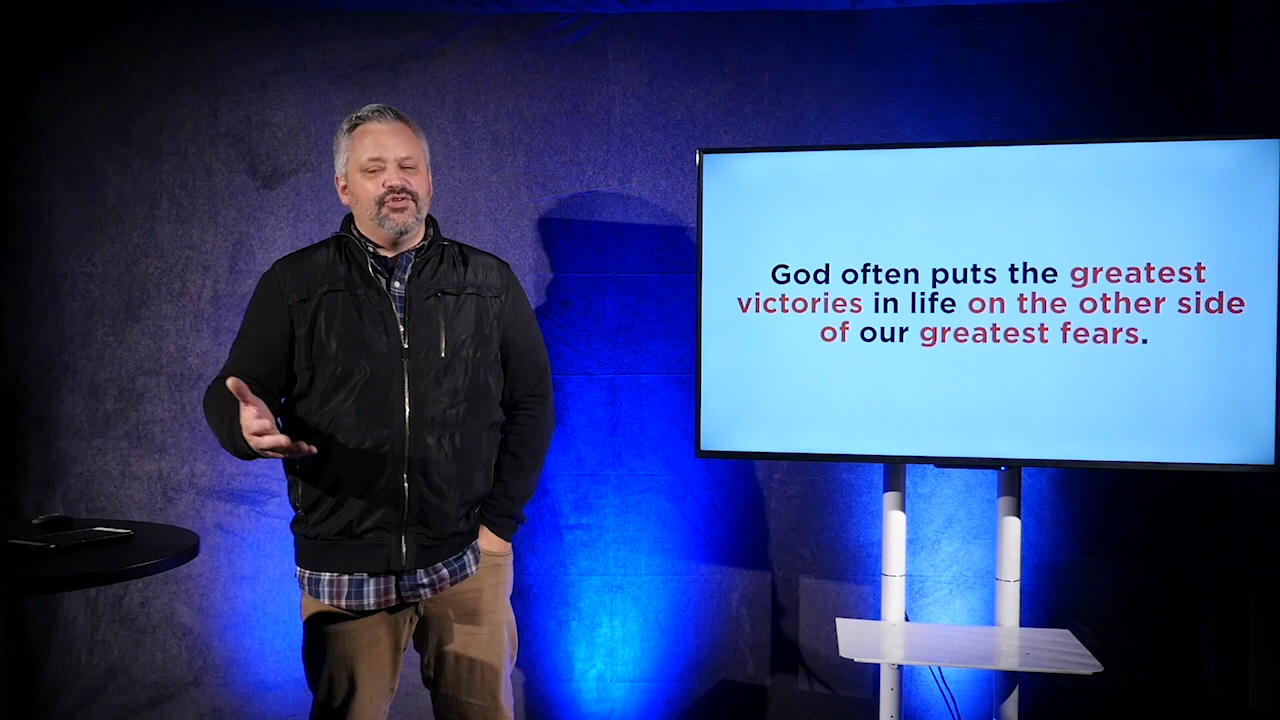 God often puts the greatest
victories in life on the other side
of our greatest fears.